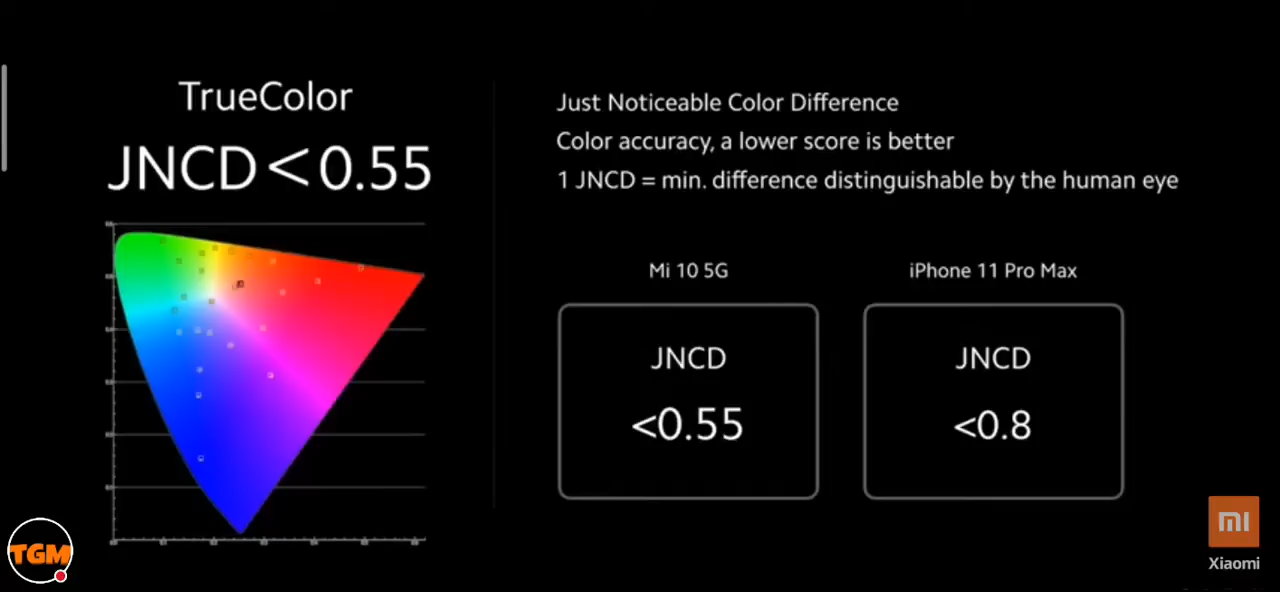 TrueColor
JNCD<0.55
Just Noticeable Color Difference
Color accuracy, a lower score is better
1 JNCD = min. difference distinguishable by the human eye
Mi 10 5G
JNCD
<0.55
iPhone 11 Pro Max
JNCD
<0.8
TGM
mi
Xiaomi